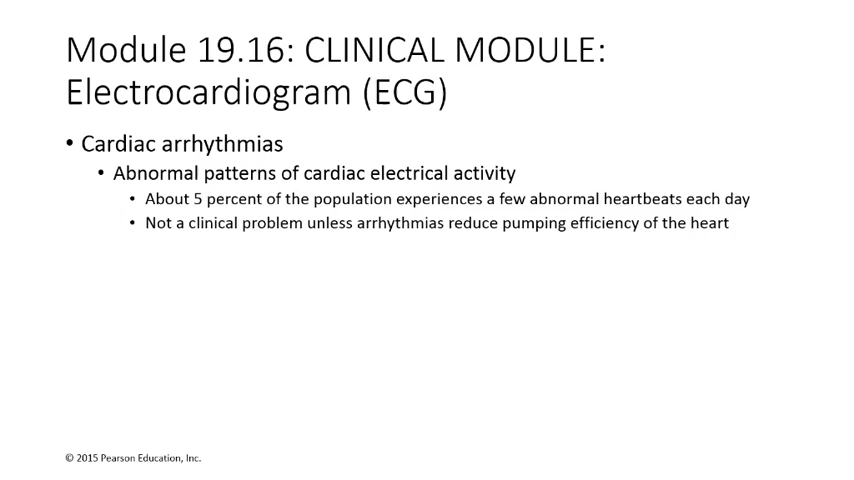 Module 19.16: CLINICAL MODULE:
Electrocardiogram (ECG)
• Cardiac arrhythmias
• Abnormal patterns of cardiac electrical activity
• About 5 percent of the population experiences a few abnormal heartbeats each day
• Not a clinical problem unless arrhythmias reduce pumping efficiency of the heart
© 2015 Pearson Education, Inc.